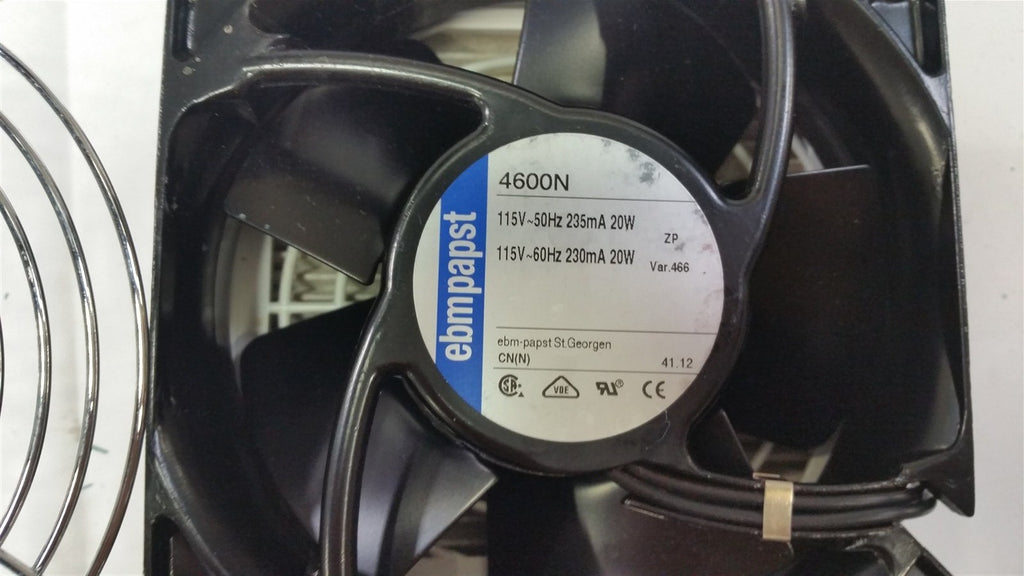 ebmpapst
4600N
115V~50Hz 235mA 20W
ZP
115V~60Hz 230mA 20W
Var.466
ebm-papst St.Georgen
CN(N)
41.12
VDE
CE